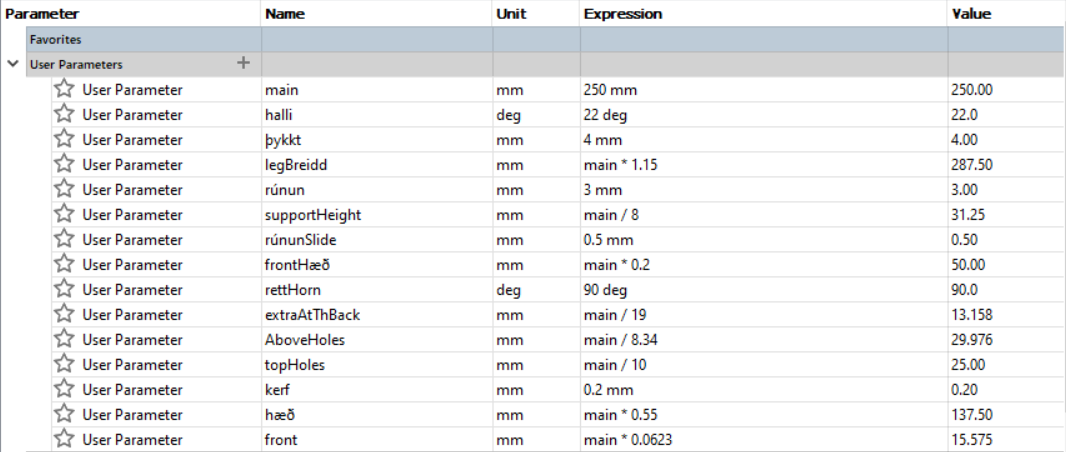 Parameter Name Unit Expression Value
Favorites
User Parameters +
User Parameter main mm 250 mm 250.00
User Parameter halli deg 22 deg 22.0
User Parameter þykkt mm 4 mm 4.00
User Parameter legBreidd mm main * 1.15 287.50
User Parameter rúnun mm 3 mm 3.00
User Parameter supportHeight mm main / 8 31.25
User Parameter rúnunSlide mm 0.5 mm 0.50
User Parameter frontHæð mm main * 0.2 50.00
User Parameter rettHorn deg 90 deg 90.0
User Parameter extraAtThBack mm main / 19 13.158
User Parameter AboveHoles mm main / 8.34 29.976
User Parameter topHoles mm main / 10 25.00
User Parameter kerf mm 0.2 mm 0.20
User Parameter hæð mm main * 0.55 137.50
User Parameter front mm main * 0.0623 15.575